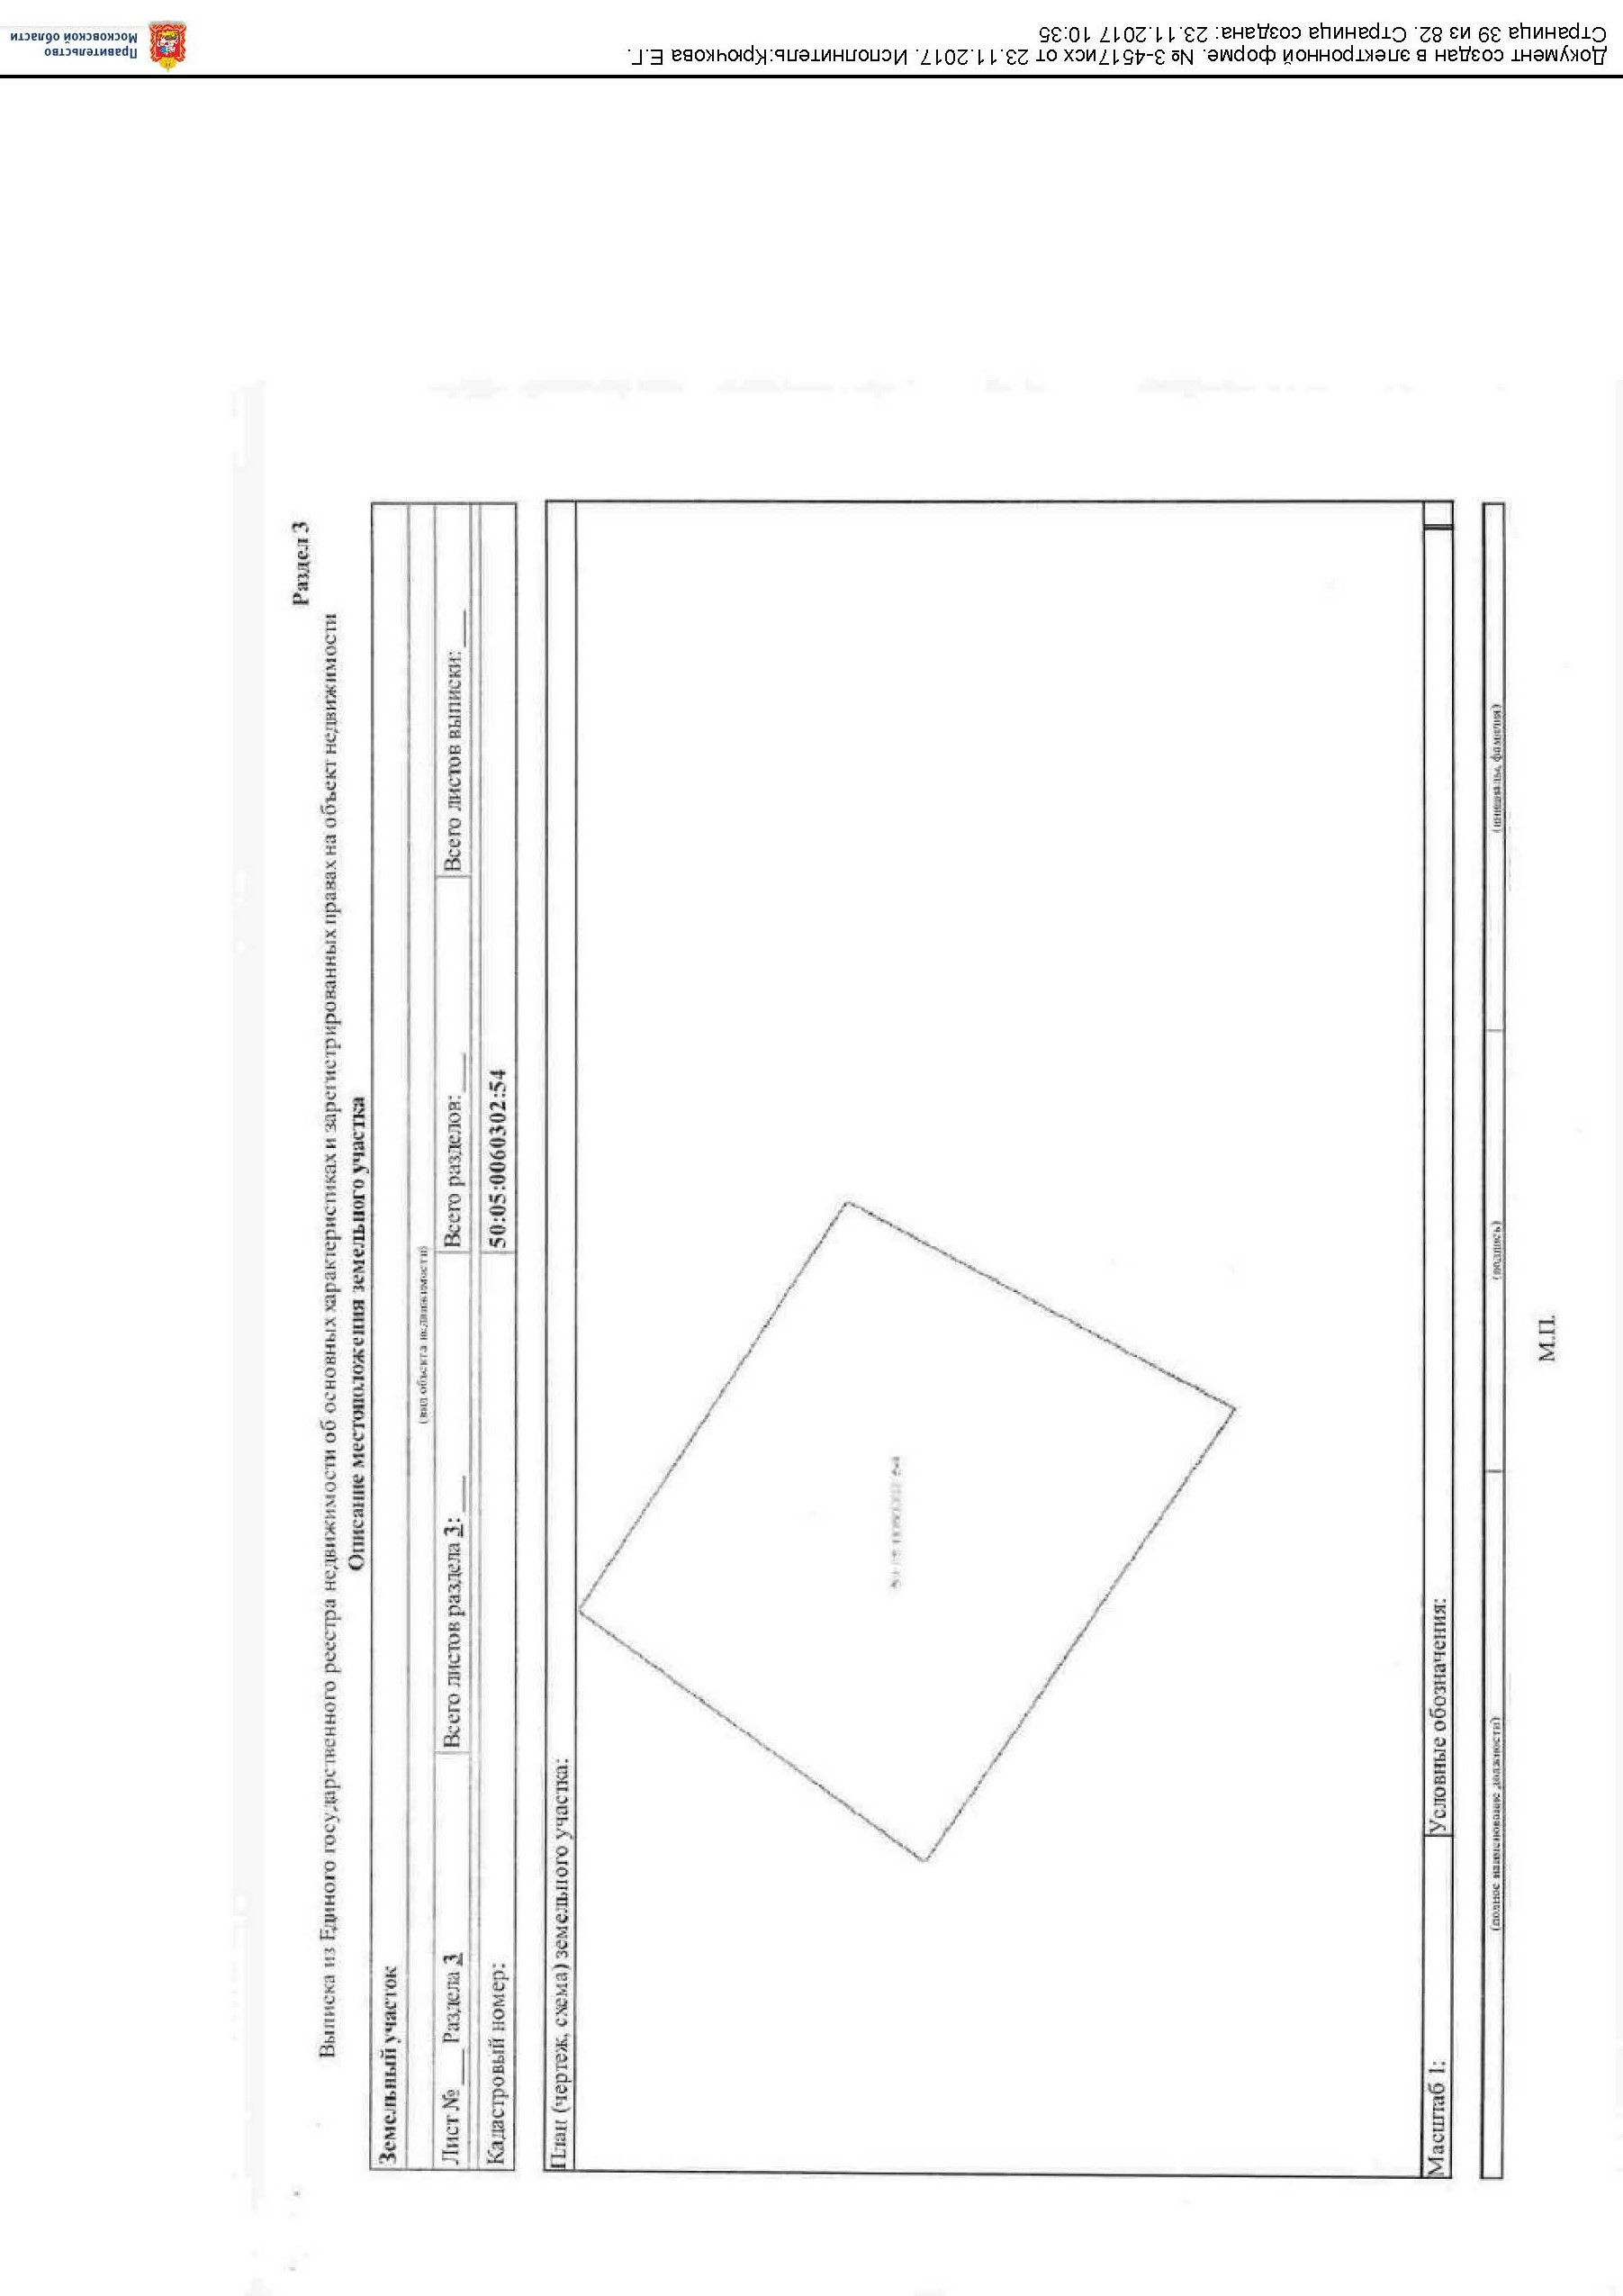 Документ создан в электронной форме. № 3-4517исх от 23.11.2017. Исполнитель:Крючкова Е.Г.
Страница 39 из 82. Страница создана: 23.11.2017 10:35
Правительство
Московской области
Раздел 3
Выписка из Единого государственного реестра недвижимости об основных характеристиках и зарегистрированных правах на объект недвижимости
Описание местоположения земельного участка
Земельный участок
(вид объекта недвижимости)
Лист № ___ Раздела 3 Всего листов раздела 3: ___ Всего разделов: ___ Всего листов выписки: ___
Кадастровый номер: 50:05:0060302:54
План (чертеж, схема) земельного участка:
Масштаб 1: Условные обозначения:
(полное наименование должности) (подпись) (инициалы, фамилия)
М.П.